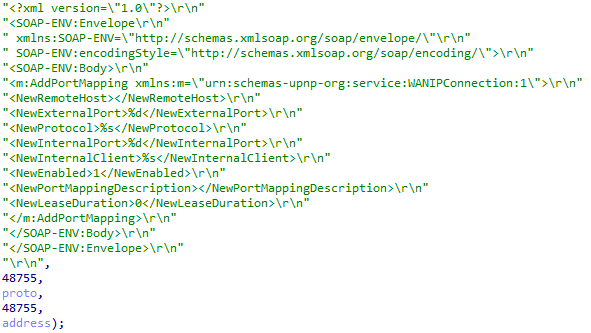 "<?xml version=\"1.0\"?>\r\n"
"<SOAP-ENV:Envelope\r\n"
" xmlns:SOAP-ENV=\"http://schemas.xmlsoap.org/soap/envelope/\"\r\n"
" SOAP-ENV:encodingStyle=\"http://schemas.xmlsoap.org/soap/encoding/\">\r\n"
"<SOAP-ENV:Body>\r\n"
"<m:AddPortMapping xmlns:m=\"urn:schemas-upnp-org:service:WANIPConnection:1\">\r\n"
"<NewRemoteHost></NewRemoteHost>\r\n"
"<NewExternalPort>%d</NewExternalPort>\r\n"
"<NewProtocol>%s</NewProtocol>\r\n"
"<NewInternalPort>%d</NewInternalPort>\r\n"
"<NewInternalClient>%s</NewInternalClient>\r\n"
"<NewEnabled>1</NewEnabled>\r\n"
"<NewPortMappingDescription></NewPortMappingDescription>\r\n"
"<NewLeaseDuration>0</NewLeaseDuration>\r\n"
"</m:AddPortMapping>\r\n"
"</SOAP-ENV:Body>\r\n"
"</SOAP-ENV:Envelope>\r\n"
"\r\n",
48755,
proto,
48755,
address);